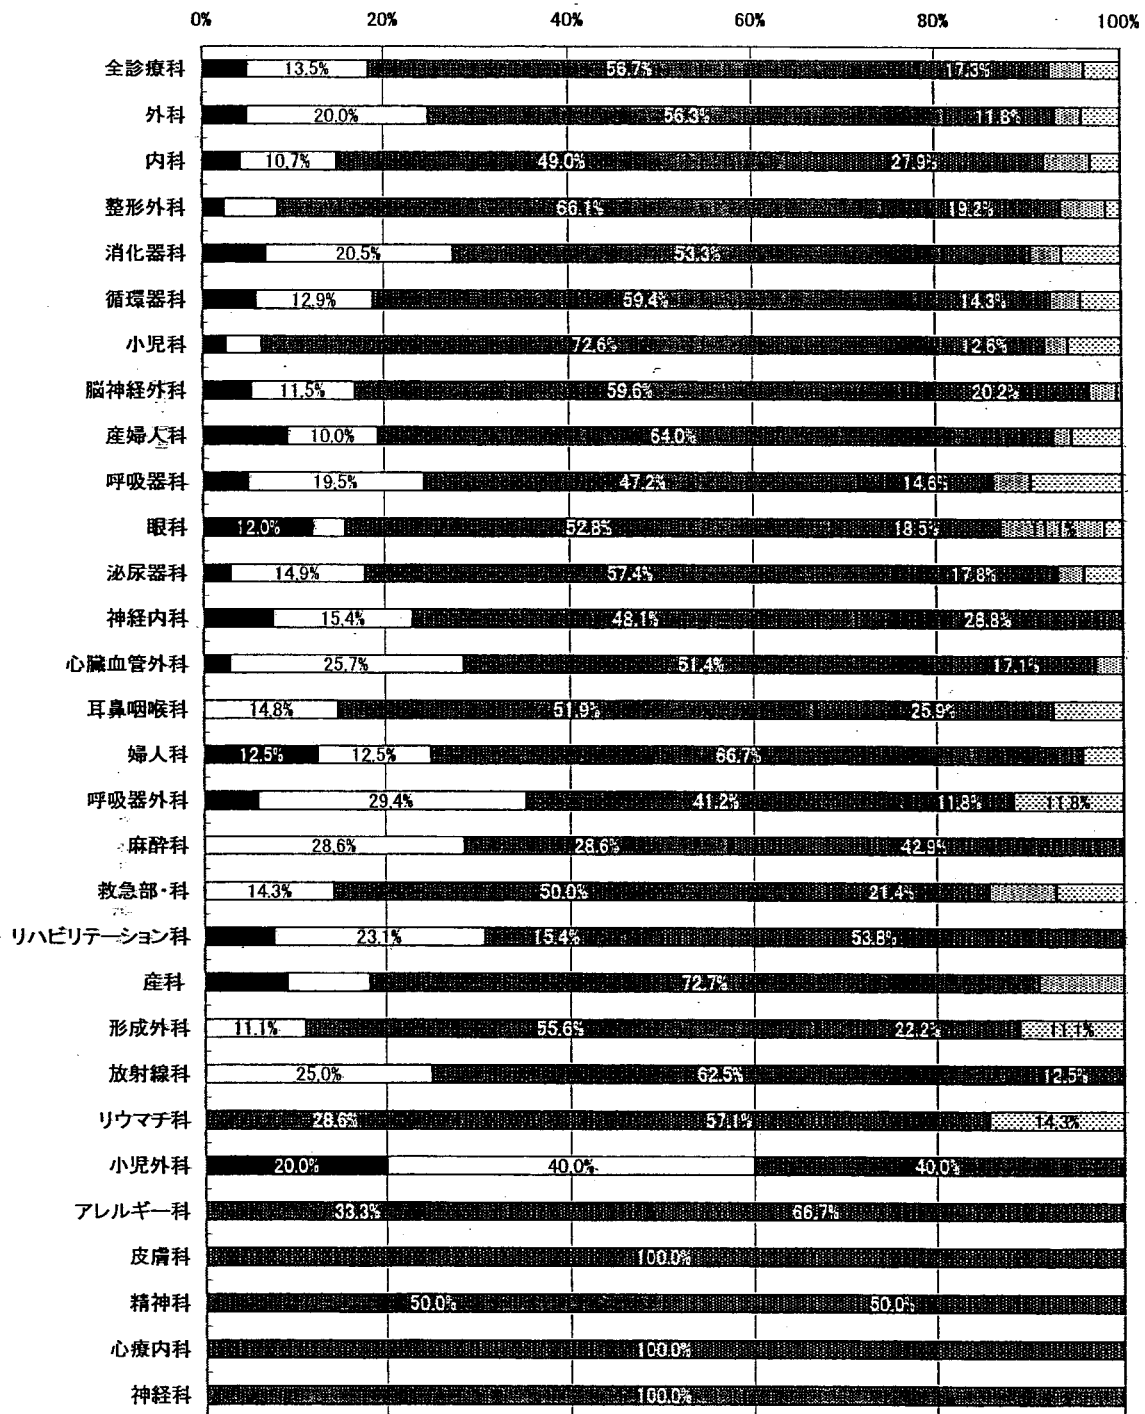 0% 20% 40% 60% 80% 100%
全診療科 13.5% 56.7% 17.3%
外科 20.0% 56.3% 11.8%
内科 10.7% 49.0% 27.9%
整形外科 66.1% 19.2%
消化器科 20.5% 53.3%
循環器科 12.9% 59.4% 14.3%
小児科 72.6% 12.6%
脳神経外科 11.5% 59.6% 20.2%
産婦人科 10.0% 64.0%
呼吸器科 19.5% 47.2% 14.6%
眼科 12.0% 52.8% 18.5% 11.1%
泌尿器科 14.9% 57.4% 17.8%
神経内科 15.4% 48.1% 28.8%
心臓血管外科 25.7% 51.4% 17.1%
耳鼻咽喉科 14.8% 51.9% 25.9%
婦人科 12.5% 12.5% 66.7%
呼吸器外科 29.4% 41.2% 11.8% 11.8%
麻酔科 28.6% 28.6% 42.9%
救急部・科 14.3% 50.0% 21.4%
リハビリテーション科 23.1% 15.4% 53.8%
産科 72.7%
形成外科 11.1% 55.6% 22.2% 11.1%
放射線科 25.0% 62.5% 12.5%
リウマチ科 28.6% 57.1% 14.3%
小児外科 20.0% 40.0% 40.0%
アレルギー科 33.3% 66.7%
皮膚科 100.0%
精神科 50.0% 50.0%
心療内科 100.0%
神経科 100.0%